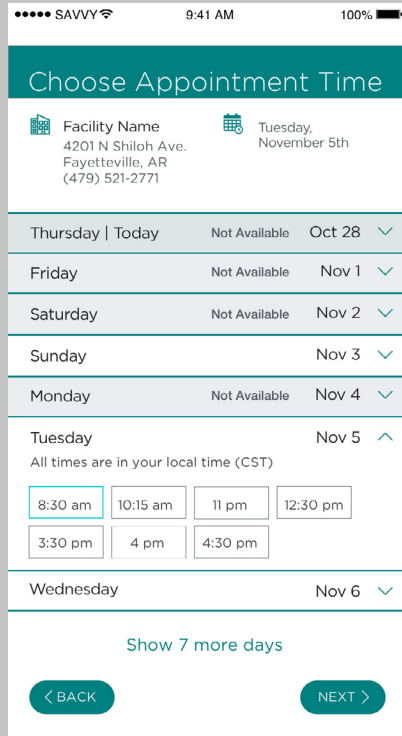 SAVVY 9:41 AM 100%
Choose Appointment Time
Facility Name
4201 N Shiloh Ave.
Fayetteville, AR
(479) 521-2771
Tuesday,
November 5th
Thursday | Today Not Available Oct 28
Friday Not Available Nov 1
Saturday Not Available Nov 2
Sunday Nov 3
Monday Not Available Nov 4
Tuesday Nov 5
All times are in your local time (CST)
8:30 am 10:15 am 11 pm 12:30 pm
3:30 pm 4 pm 4:30 pm
Wednesday Nov 6
Show 7 more days
BACK NEXT